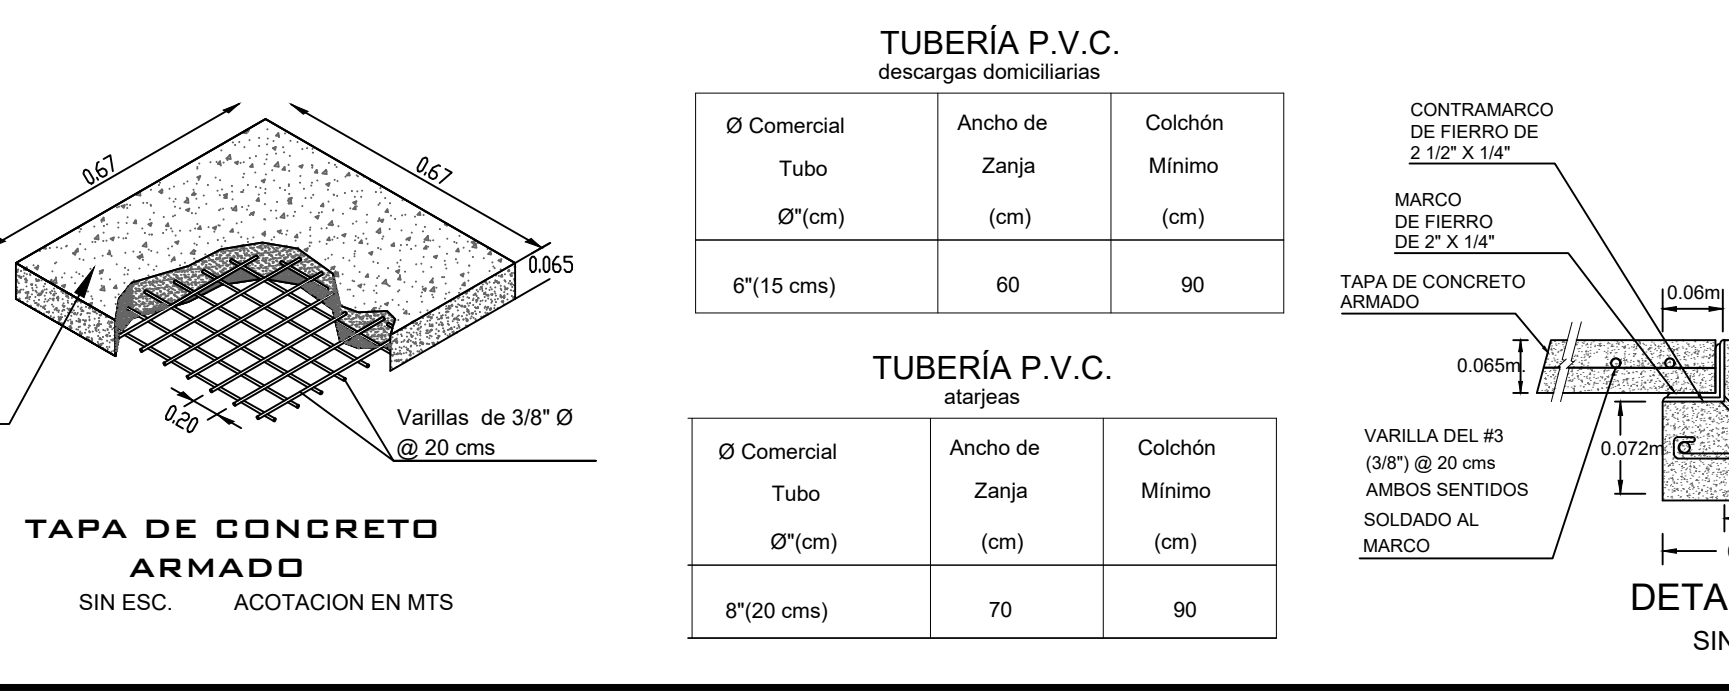 0.67
0.67
0.065
0.20
Varillas de 3/8" Ø
@ 20 cms
TAPA DE CONCRETO
ARMADO
SIN ESC. ACOTACION EN MTS
TUBERÍA P.V.C.
descargas domiciliarias
Ø Comercial Ancho de Colchón
Tubo Zanja Mínimo
Ø"(cm) (cm) (cm)
6"(15 cms) 60 90
TUBERÍA P.V.C.
atarjeas
Ø Comercial Ancho de Colchón
Tubo Zanja Mínimo
Ø"(cm) (cm) (cm)
8"(20 cms) 70 90
CONTRAMARCO
DE FIERRO DE
2 1/2" X 1/4"
MARCO
DE FIERRO
DE 2" X 1/4"
TAPA DE CONCRETO
ARMADO
0.06m
0.065m.
0.072m
VARILLA DEL #3
(3/8") @ 20 cms
AMBOS SENTIDOS
SOLDADO AL
MARCO
DETA
SIN